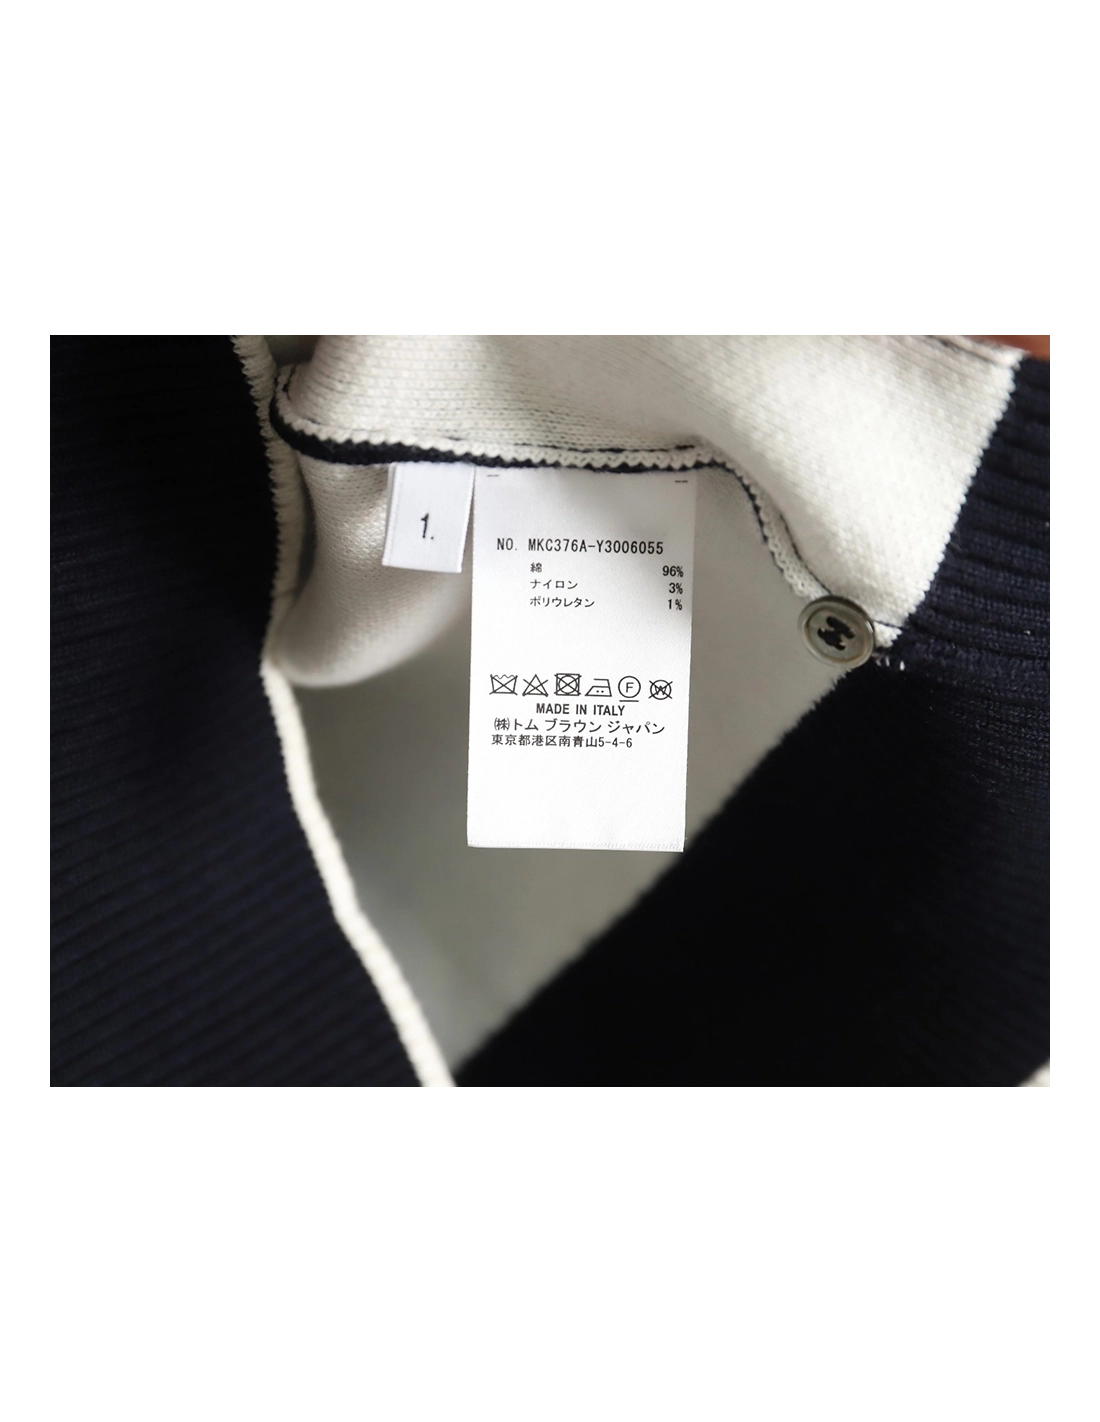 1.
NO. MKC376A-Y3006055
綿 96%
ナイロン 3%
ポリウレタン 1%
F
W
MADE IN ITALY
㈱トム ブラウン ジャパン
東京都港区南青山5-4-6